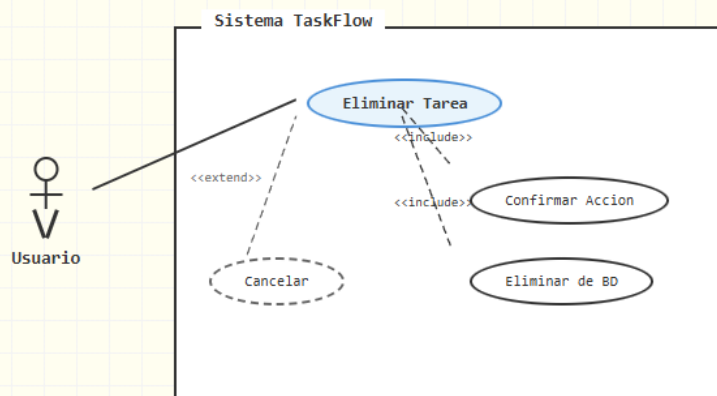 Sistema TaskFlow
Eliminar Tarea
<<include>>
<<extend>>
<<include>>
Confirmar Accion
Usuario
Cancelar
Eliminar de BD